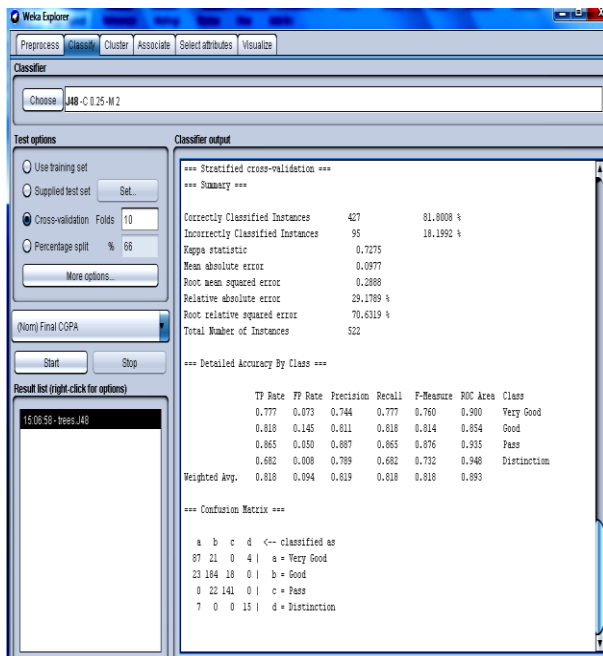 Weka Explorer
Preprocess Classify Cluster Associate Select attributes Visualize
Classifier
Choose J48 -C 0.25 -M 2
Test options
Use training set
Supplied test set Set...
Cross-validation Folds 10
Percentage split % 66
More options...
(Nom) Final CGPA
Start Stop
Result list (right-click for options)
15:06:58 - trees.J48
Classifier output
=== Stratified cross-validation ===
=== Summary ===
Correctly Classified Instances 427 81.8008 %
Incorrectly Classified Instances 95 18.1992 %
Kappa statistic 0.7275
Mean absolute error 0.0977
Root mean squared error 0.2888
Relative absolute error 29.1789 %
Root relative squared error 70.6319 %
Total Number of Instances 522
=== Detailed Accuracy By Class ===
TP Rate FP Rate Precision Recall F-Measure ROC Area Class
0.777 0.073 0.744 0.777 0.760 0.900 Very Good
0.818 0.145 0.811 0.818 0.814 0.854 Good
0.865 0.050 0.887 0.865 0.876 0.935 Pass
0.682 0.008 0.789 0.682 0.732 0.948 Distinction
Weighted Avg. 0.818 0.094 0.819 0.818 0.818 0.893
=== Confusion Matrix ===
a b c d <-- classified as
87 21 0 4 | a = Very Good
23 184 18 0 | b = Good
0 22 141 0 | c = Pass
7 0 0 15 | d = Distinction